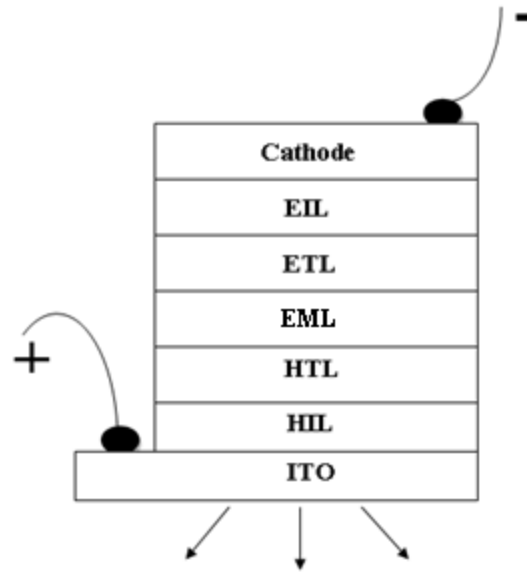 -
Cathode
EIL
ETL
EML
+
HTL
HIL
ITO